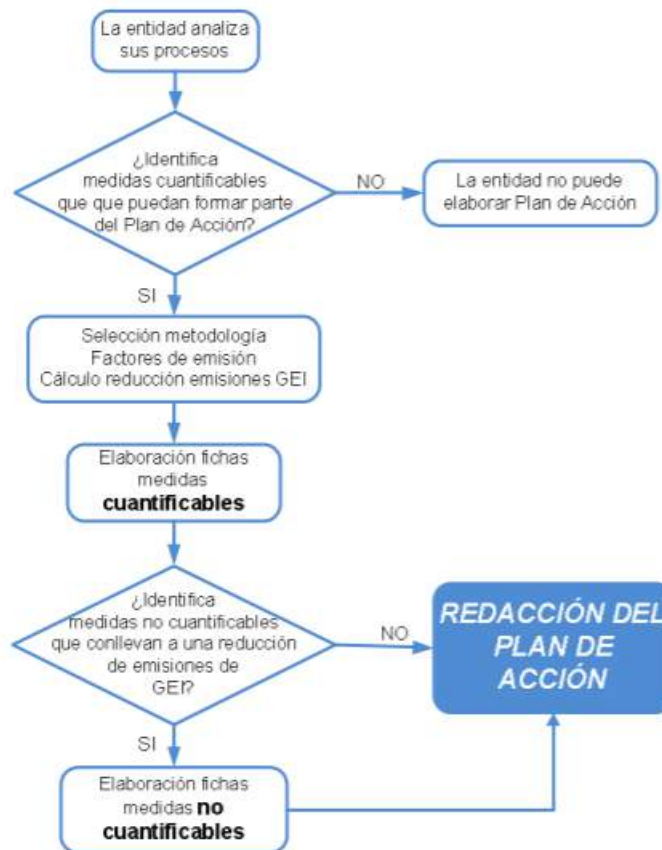 La entidad analiza
sus procesos
¿Identifica
medidas cuantificables
que que puedan formar parte
del Plan de Acción?
NO
La entidad no puede
elaborar Plan de Acción
SI
Selección metodología
Factores de emisión
Cálculo reducción emisiones GEI
Elaboración fichas
medidas
cuantificables
¿Identifica
medidas no cuantificables
que conllevan a una reducción
de emisiones de
GEI?
NO
REDACCIÓN DEL
PLAN DE
ACCIÓN
SI
Elaboración fichas
medidas no
cuantificables